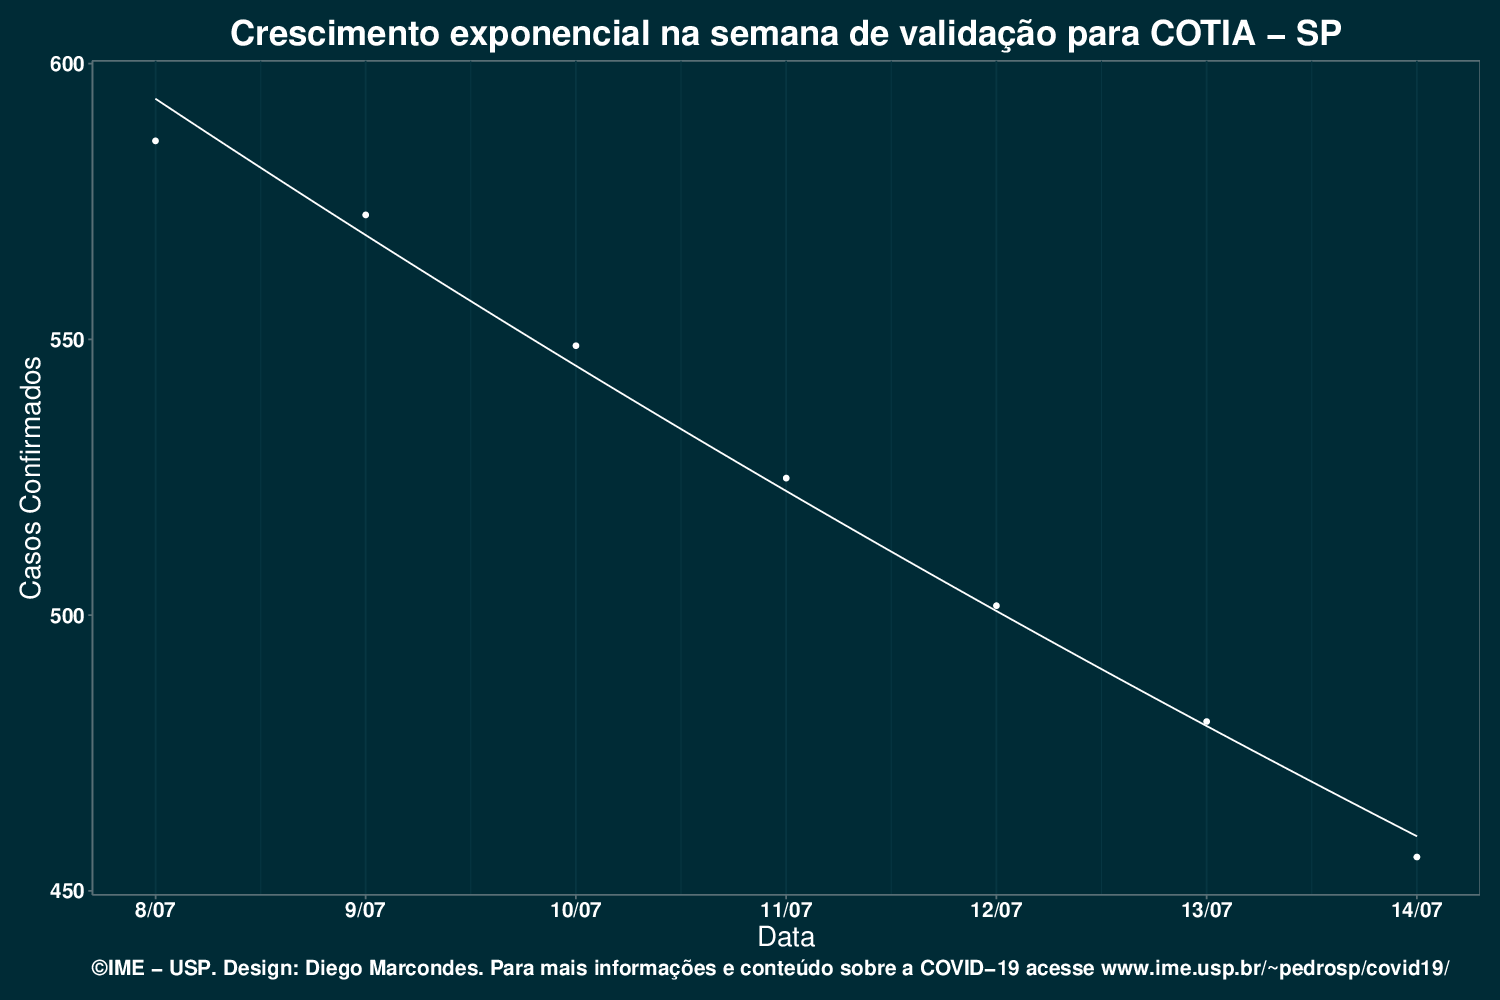 Crescimento exponencial na semana de validação para COTIA – SP
600
550
500
450
Casos Confirmados
8/07
9/07
10/07
11/07
12/07
13/07
14/07
Data
©IME – USP. Design: Diego Marcondes. Para mais informações e conteúdo sobre a COVID–19 acesse www.ime.usp.br/~pedrosp/covid19/